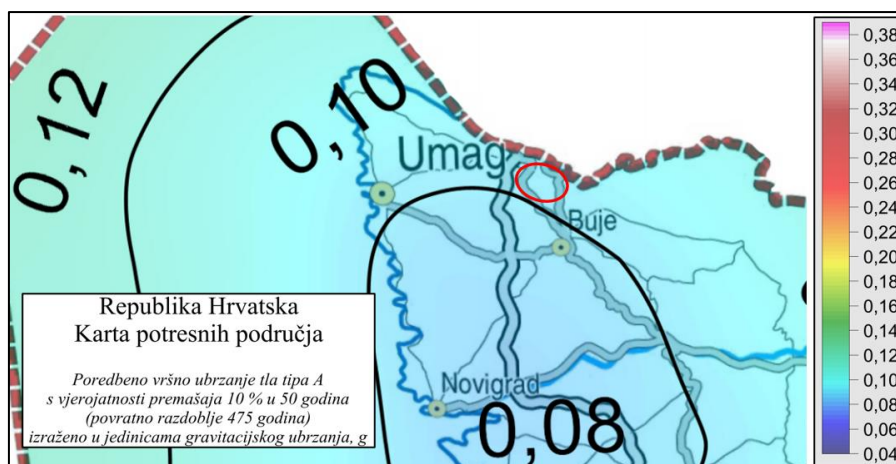 0,12
0,10
Umag
Buje
Novigrad
0,08
Republika Hrvatska
Karta potresnih područja
Poredbeno vršno ubrzanje tla tipa A
s vjerojatnosti premašaja 10 % u 50 godina
(povratno razdoblje 475 godina)
izraženo u jedinicama gravitacijskog ubrzanja, g
0,38
0,36
0,34
0,32
0,30
0,28
0,26
0,24
0,22
0,20
0,18
0,16
0,14
0,12
0,10
0,08
0,06
0,04